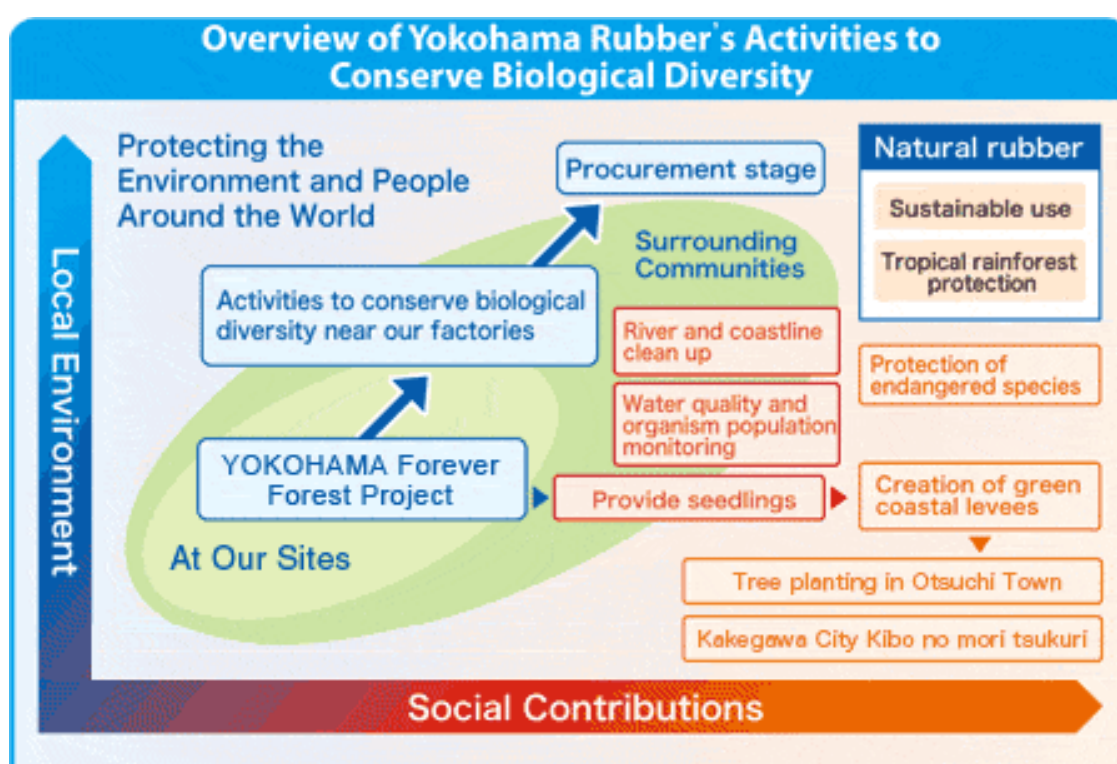 Overview of Yokohama Rubber's Activities to
Conserve Biological Diversity
Protecting the
Environment and People
Around the World
Procurement stage
Natural rubber
Sustainable use
Tropical rainforest
protection
Surrounding
Communities
Activities to conserve biological
diversity near our factories
River and coastline
clean up
Protection of
endangered species
Water quality and
organism population
monitoring
YOKOHAMA Forever
Forest Project
Provide seedlings
Creation of green
coastal levees
At Our Sites
Tree planting in Otsuchi Town
Kakegawa City Kibo no mori tsukuri
Local Environment
Social Contributions